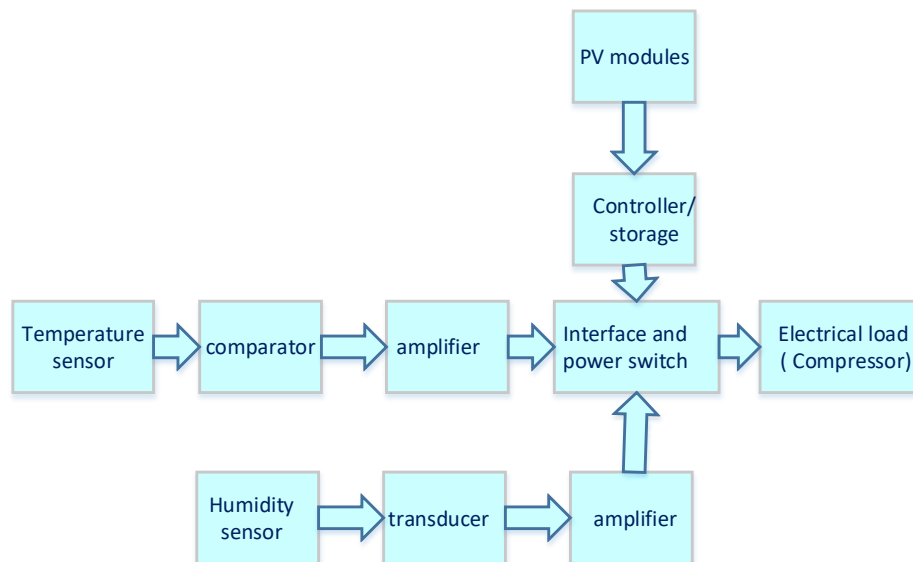 PV modules
Controller/
storage
Temperature
sensor
comparator
amplifier
Interface and
power switch
Electrical load
( Compressor)
Humidity
sensor
transducer
amplifier